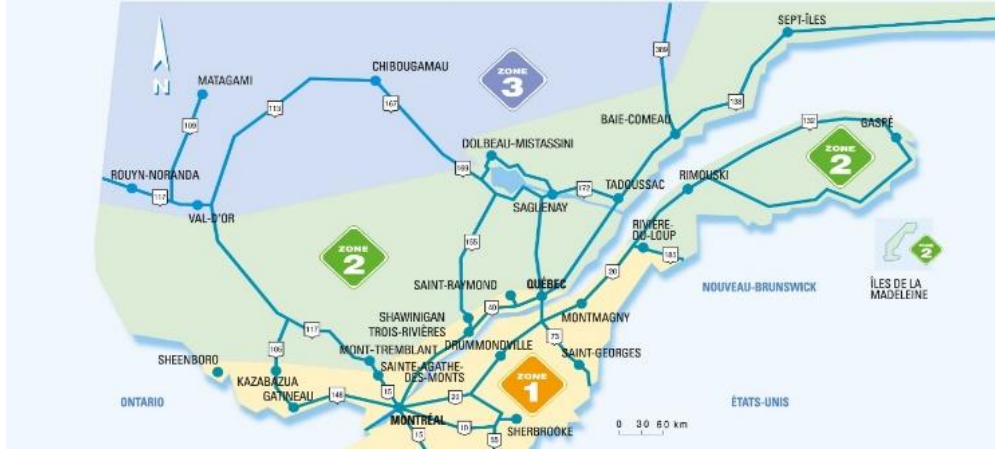 SEPT-ÎLES
N
MATAGAMI
CHIBOUGAMAU
ZONE
3
389
113
167
138
109
BAIE-COMEAU
132
GASPÉ
DOLBEAU-MISTASSINI
ZONE
2
ROUYN-NORANDA
169
RIMOUSKI
117
172
TADOUSSAC
VAL-D'OR
SAGUENAY
RIVIÈRE-
DU-LOUP
ZONE
2
155
185
ZONE
2
20
SAINT-RAYMOND
QUÉBEC
NOUVEAU-BRUNSWICK
ÎLES DE LA
MADELEINE
40
SHAWINIGAN
TROIS-RIVIÈRES
MONTMAGNY
117
73
105
MONT-TREMBLANT
DRUMMONDVILLE
SAINT-GEORGES
SHEENBORO
SAINTE-AGATHE-
DES-MONTS
KAZABAZUA
ZONE
1
GATINEAU
148
15
20
ONTARIO
ÉTATS-UNIS
MONTRÉAL
10
SHERBROOKE
15
55
0 30 60 km